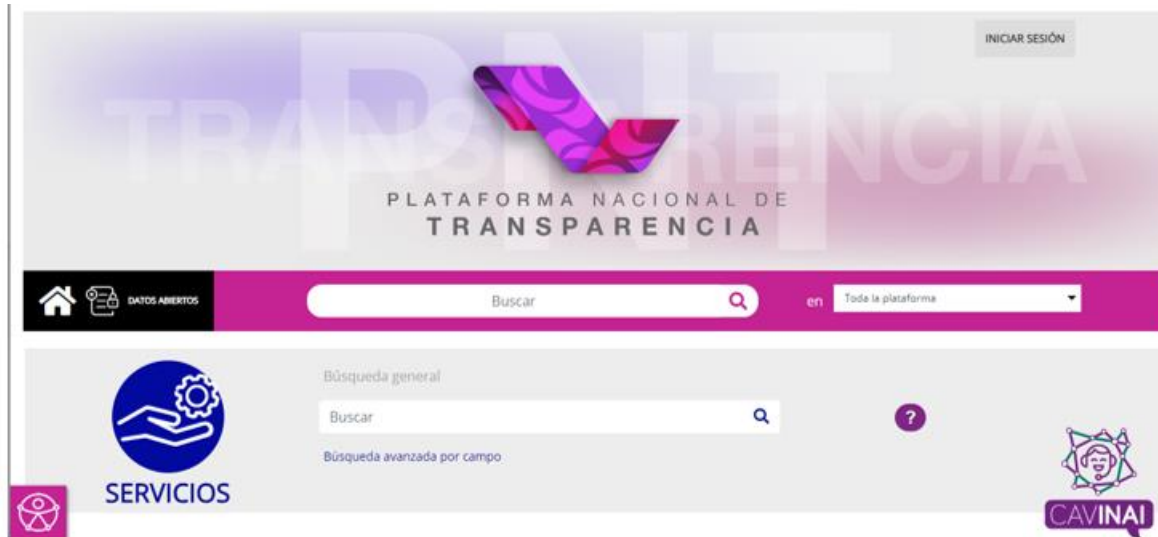 PNT
TRANSPARENCIA
INICIAR SESIÓN
PLATAFORMA NACIONAL DE
TRANSPARENCIA
DATOS ABIERTOS
Buscar
en
Toda la plataforma
Búsqueda general
Buscar
?
Búsqueda avanzada por campo
SERVICIOS
CAVINAI